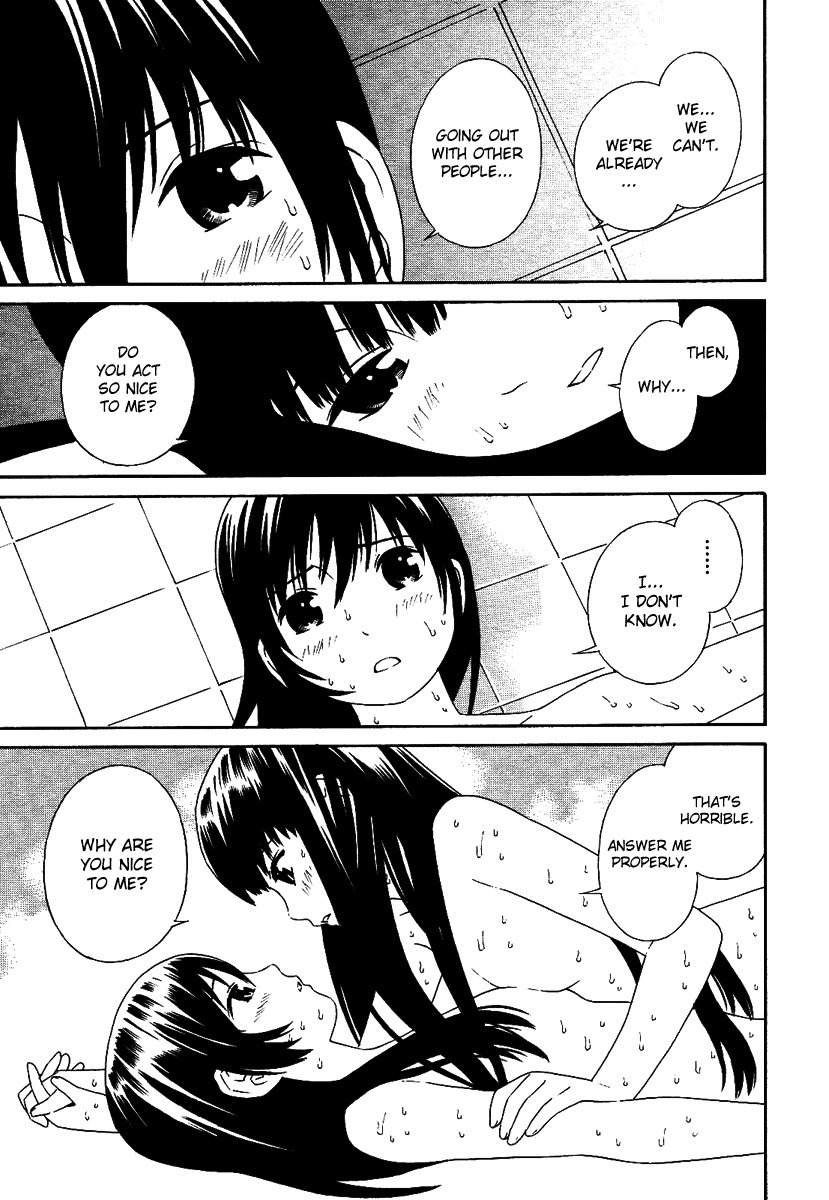 WE...
WE
CAN'T.
WE'RE
ALREADY
...
GOING OUT
WITH OTHER
PEOPLE...
THEN,
WHY...
DO
YOU ACT
SO NICE
TO ME?
......
I...
I DON'T
KNOW.
THAT'S
HORRIBLE.
ANSWER ME
PROPERLY.
WHY ARE
YOU NICE
TO ME?